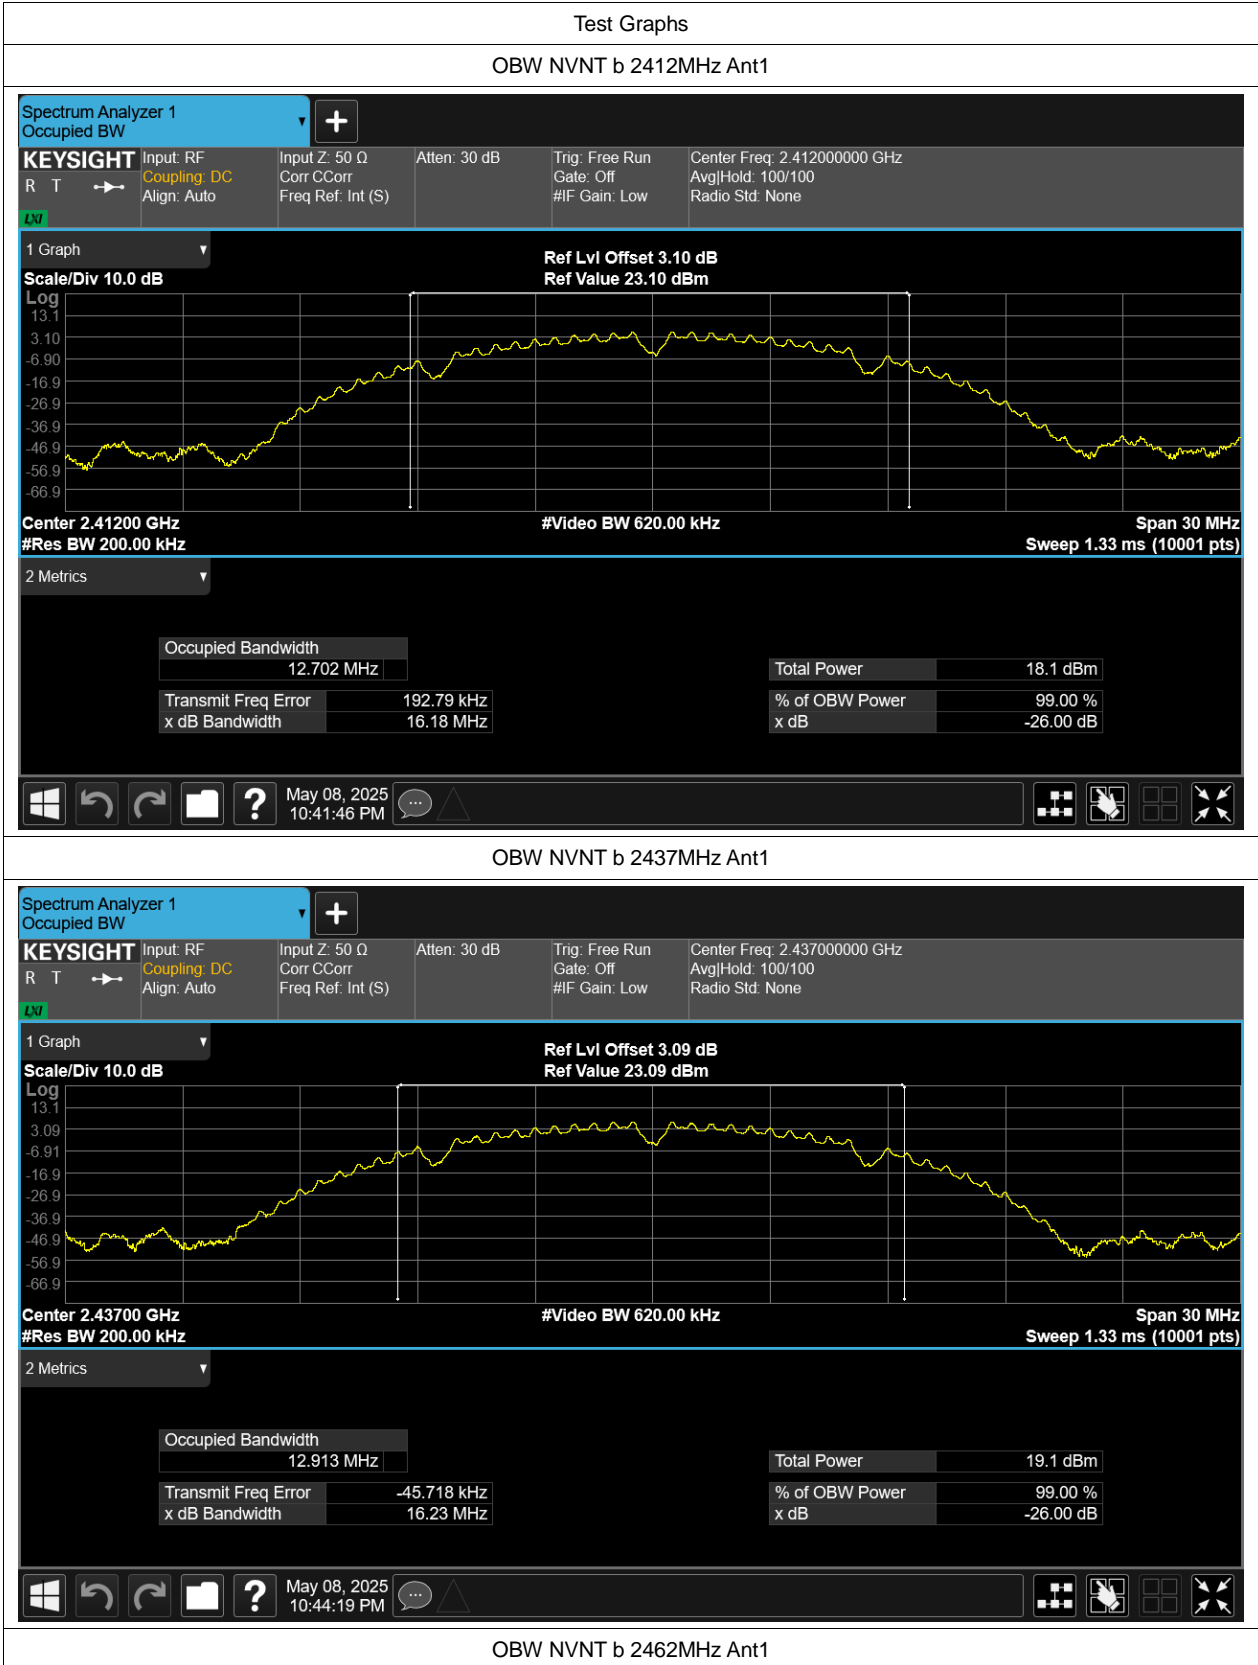 Test Graphs
OBW NVNT b 2412MHz Ant1
Spectrum Analyzer 1
Occupied BW
KEYSIGHT
R T
LXI
Input: RF
Coupling: DC
Align: Auto
Input Z: 50 Ω
Corr CCorr
Freq Ref: Int (S)
Atten: 30 dB
Trig: Free Run
Gate: Off
#IF Gain: Low
Center Freq: 2.412000000 GHz
Avg|Hold: 100/100
Radio Std: None
1 Graph
Scale/Div 10.0 dB
Ref Lvl Offset 3.10 dB
Ref Value 23.10 dBm
Log
13.1
3.10
-6.90
-16.9
-26.9
-36.9
-46.9
-56.9
-66.9
Center 2.41200 GHz
#Res BW 200.00 kHz
#Video BW 620.00 kHz
Span 30 MHz
Sweep 1.33 ms (10001 pts)
2 Metrics
Occupied Bandwidth
12.702 MHz
Transmit Freq Error 192.79 kHz
x dB Bandwidth 16.18 MHz
Total Power 18.1 dBm
% of OBW Power 99.00 %
x dB -26.00 dB
?
May 08, 2025
10:41:46 PM
OBW NVNT b 2437MHz Ant1
Spectrum Analyzer 1
Occupied BW
KEYSIGHT
R T
LXI
Input: RF
Coupling: DC
Align: Auto
Input Z: 50 Ω
Corr CCorr
Freq Ref: Int (S)
Atten: 30 dB
Trig: Free Run
Gate: Off
#IF Gain: Low
Center Freq: 2.437000000 GHz
Avg|Hold: 100/100
Radio Std: None
1 Graph
Scale/Div 10.0 dB
Ref Lvl Offset 3.09 dB
Ref Value 23.09 dBm
Log
13.1
3.09
-6.91
-16.9
-26.9
-36.9
-46.9
-56.9
-66.9
Center 2.43700 GHz
#Res BW 200.00 kHz
#Video BW 620.00 kHz
Span 30 MHz
Sweep 1.33 ms (10001 pts)
2 Metrics
Occupied Bandwidth
12.913 MHz
Transmit Freq Error -45.718 kHz
x dB Bandwidth 16.23 MHz
Total Power 19.1 dBm
% of OBW Power 99.00 %
x dB -26.00 dB
?
May 08, 2025
10:44:19 PM
OBW NVNT b 2462MHz Ant1